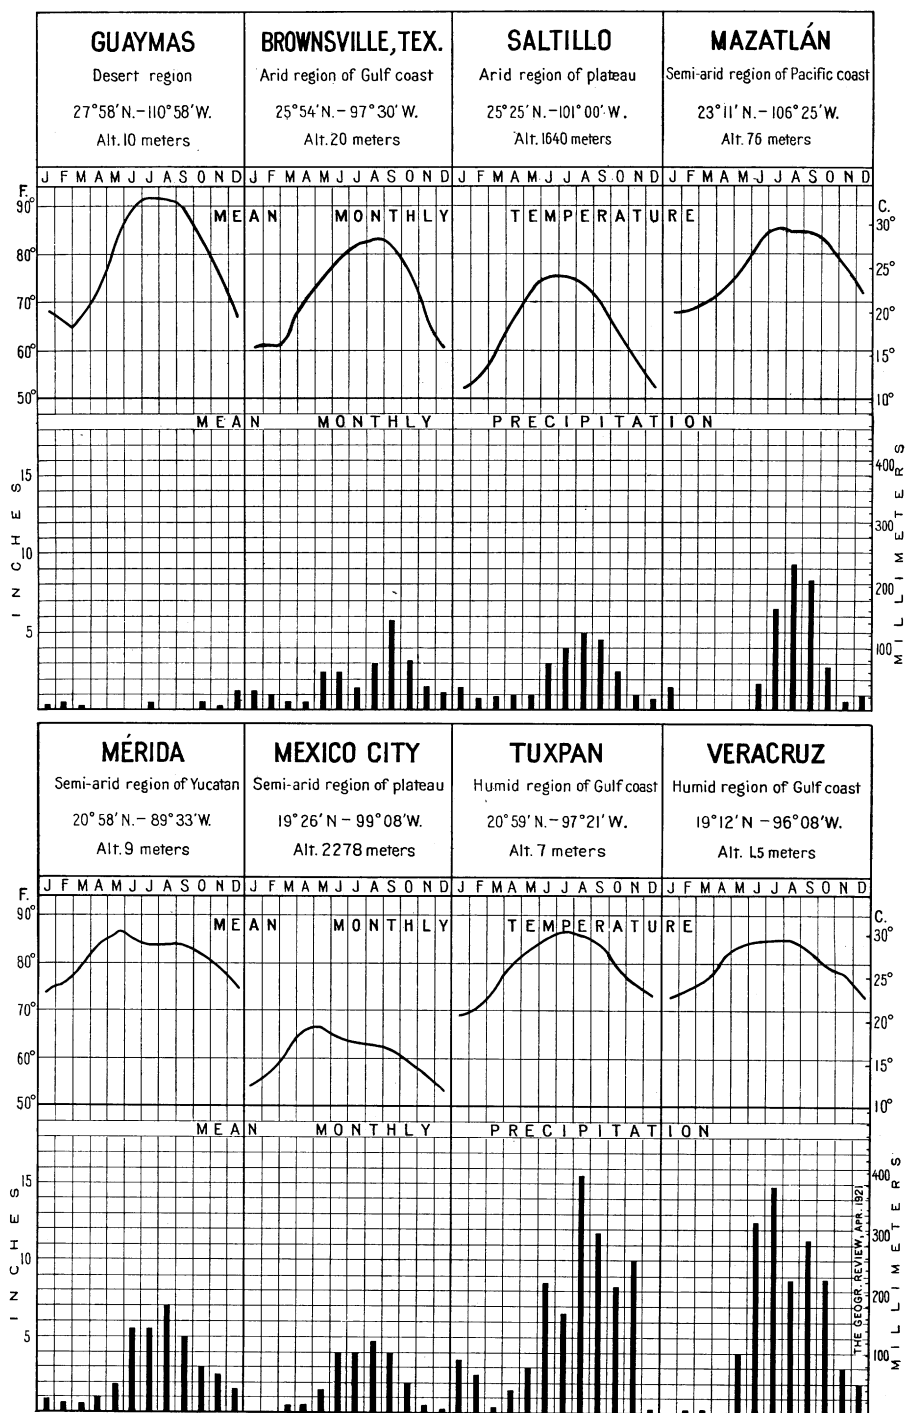 GUAYMAS
Desert region
27°58′N.–110°58′W.
Alt. 10 meters
BROWNSVILLE, TEX.
Arid region of Gulf coast
25°54′N.– 97°30′W.
Alt. 20 meters
SALTILLO
Arid region of plateau
25°25′N.–101°00′W.
Alt. 1640 meters
MAZATLÁN
Semi-arid region of Pacific coast
23°11′N.– 106°25′W.
Alt. 76 meters
J F M A M J J A S O N D J F M A M J J A S O N D J F M A M J J A S O N D J F M A M J J A S O N D
F.
90°
80°
70°
60°
50°
MEAN MONTHLY TEMPERATURE
C.
30°
25°
20°
15°
10°
MEAN MONTHLY PRECIPITATION
INCHES
15
10
5
400
300
200
100
MILLIMETERS
MÉRIDA
Semi-arid region of Yucatan
20°58′N.– 89°33′W.
Alt. 9 meters
MEXICO CITY
Semi-arid region of plateau
19°26′N – 99°08′W.
Alt. 2278 meters
TUXPAN
Humid region of Gulf coast
20°59′N.– 97°21′W.
Alt. 7 meters
VERACRUZ
Humid region of Gulf coast
19°12′N – 96°08′W.
Alt. 1.5 meters
J F M A M J J A S O N D J F M A M J J A S O N D J F M A M J J A S O N D J F M A M J J A S O N D
F.
90°
80°
70°
60°
50°
MEAN MONTHLY TEMPERATURE
C.
30°
25°
20°
15°
10°
MEAN MONTHLY PRECIPITATION
INCHES
15
10
5
400
300
200
100
MILLIMETERS
THE GEOGR. REVIEW, APR. 1921